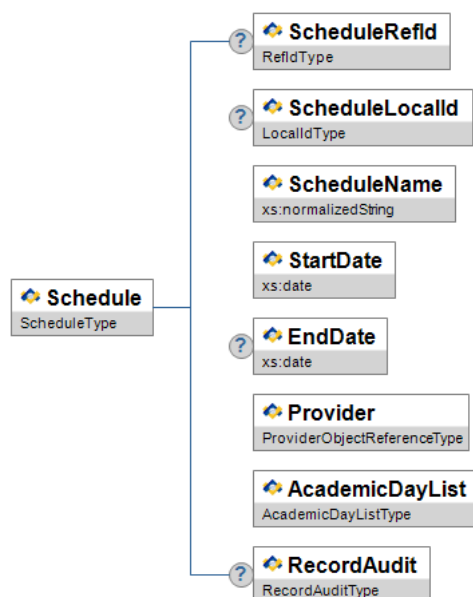 ?
ScheduleRefId
RefIdType
?
ScheduleLocalId
LocalIdType
ScheduleName
xs:normalizedString
StartDate
xs:date
Schedule
ScheduleType
?
EndDate
xs:date
Provider
ProviderObjectReferenceType
AcademicDayList
AcademicDayListType
?
RecordAudit
RecordAuditType